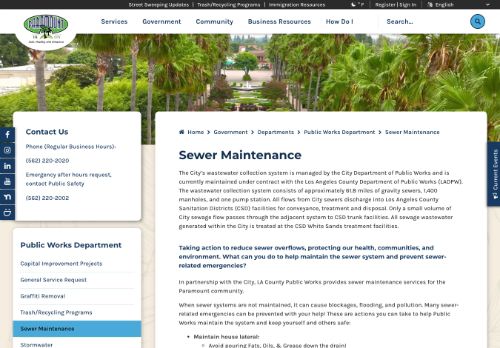 Street Sweeping Updates | Trash/Recycling Programs | Immigration Resources
°F | Register | Sign In | English
PARAMOUNT
Services Government Community Business Resources How Do I Search...
Contact Us
Phone (Regular Business Hours):
(562) 220-2020
Emergency after hours request, contact Public Safety
(562) 220-2002
Public Works Department
Capital Improvement Projects
General Service Request
Graffiti Removal
Trash/Recycling Programs
Sewer Maintenance
Stormwater
Home > Government > Departments > Public Works Department > Sewer Maintenance
Sewer Maintenance
The City's wastewater collection system is managed by the City Department of Public Works and is
currently maintained under contract with the Los Angeles County Department of Public Works (LADPW).
The wastewater collection system consists of approximately 81.8 miles of gravity sewers, 1,400
manholes, and one pump station. All flows from City sewers discharge into Los Angeles County
Sanitation Districts (CSD) facilities for conveyance, treatment and disposal. Only a small volume of
City sewage flow passes through the adjacent to CSD trunk facilities. All sewage wastewater
generated within the City is treated at the CSD White Sands treatment facilities.
Taking action to reduce sewer overflows, protecting our health, communities, and
environment. What can you do to help maintain the sewer system and prevent sewer-
related emergencies?
In partnership with the City, LA County Public Works provides sewer maintenance services for the
Paramount community.
When sewer systems are not maintained, it can cause blockages, flooding, and pollution. Many sewer-
related emergencies can be prevented with your help! These are actions you can take to help Public
Works maintain the system and keep yourself and others safe:
• Maintain house lateral:
Avoid pouring Fats, Oils, & Grease down the drain!
Current Events